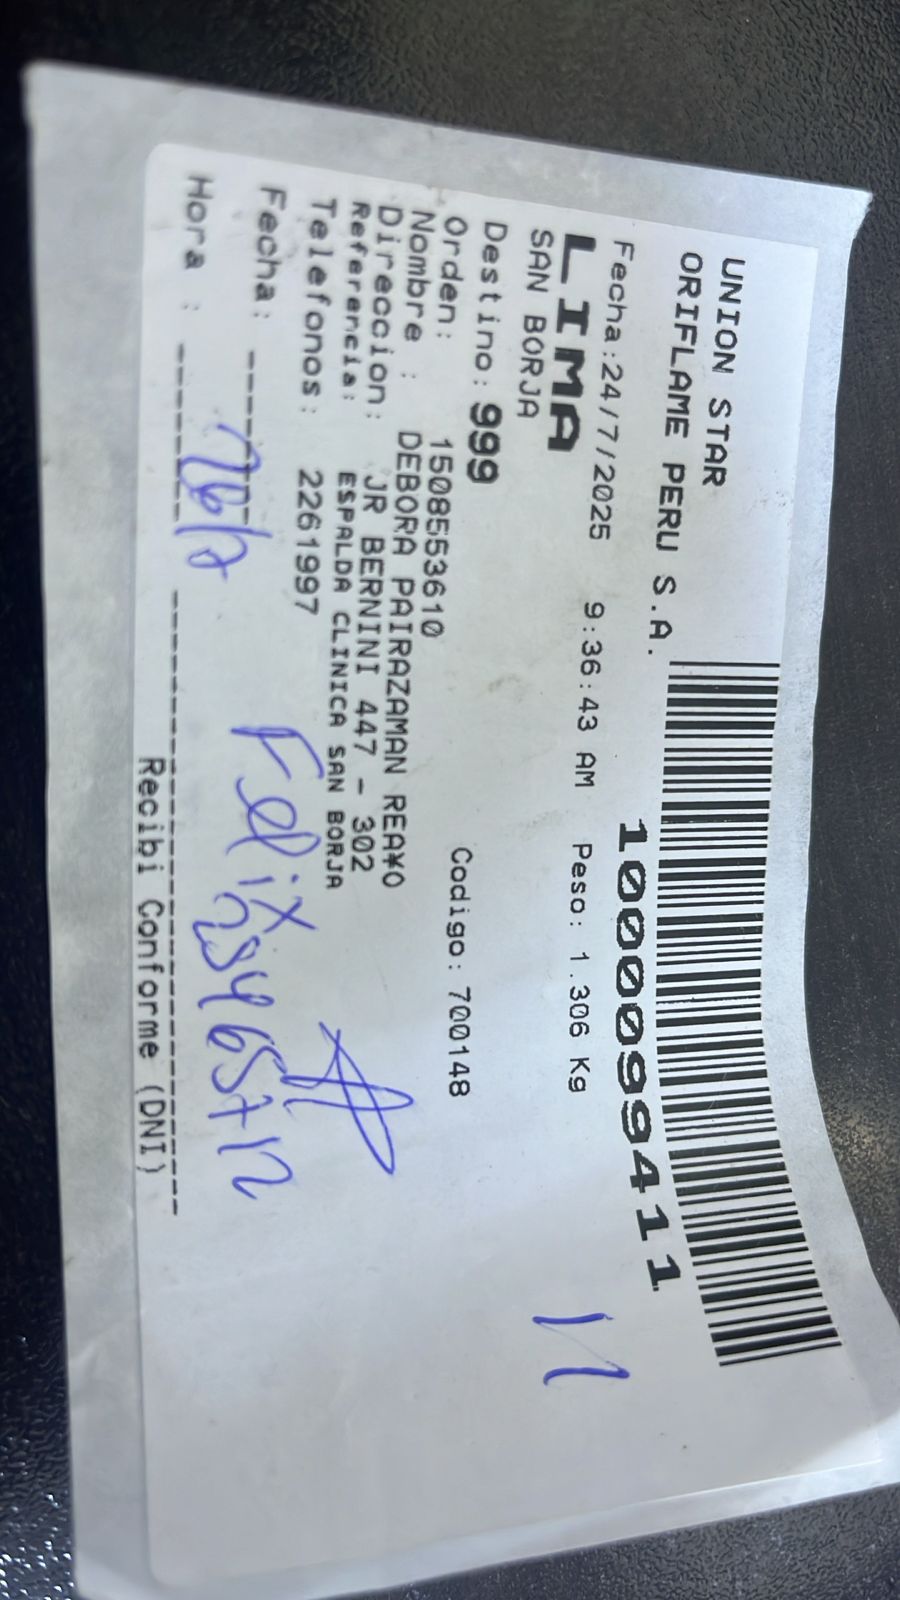 UNION STAR
ORIFLAME PERU S.A.
1000099411
Fecha:24/7/2025 9:36:43 AM Peso: 1.306 Kg
LIMA
SAN BORJA
Destino: 999
Orden: 1508553610 Codigo: 700148
Nombre : DEBORA PAIRAZAMAN REA¥O
Direccion: JR BERNINI 447 - 302
Referencia: ESPALDA CLINICA SAN BORJA
Telefonos: 2261997
Fecha:
Felix
Hora :
Recibi Conforme (DNI)